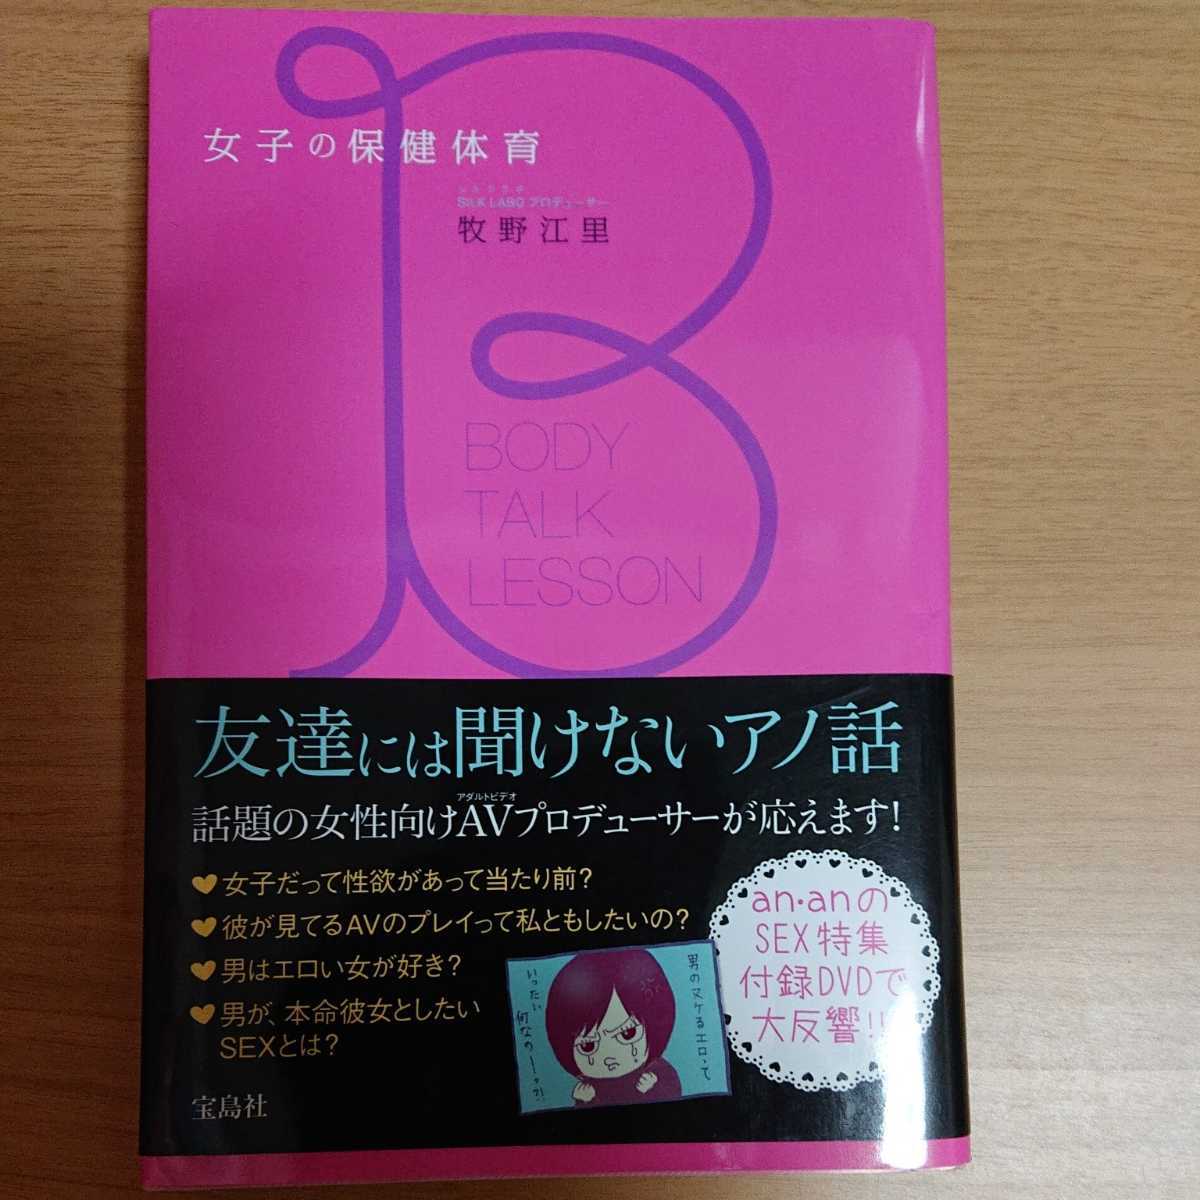 女子の保健体育
シルクラボ
SILK LABO プロデューサー
牧野江里
BODY
TALK
LESSON
友達には聞けないアノ話
アダルトビデオ
話題の女性向けAVプロデューサーが応えます!
女子だって性欲があって当たり前?
彼が見てるAVのプレイって私ともしたいの?
男はエロい女が好き?
男が、本命彼女としたい
SEXとは?
an・anの
SEX特集
付録DVDで
大反響!!
男のヌケるエロって
いったい
何なのー!?
宝島社